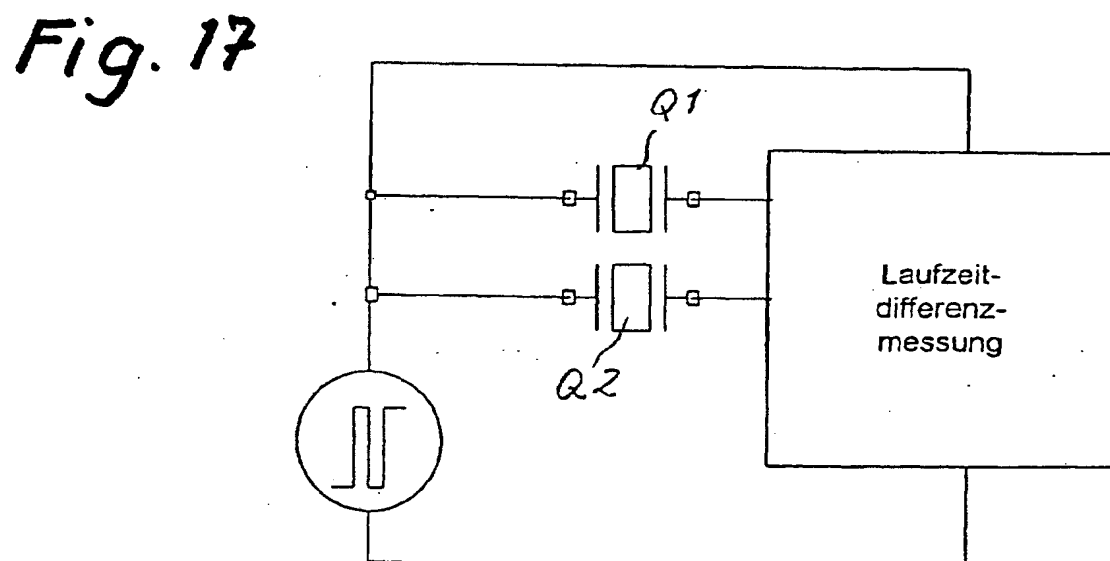 Fig. 17
Q1
Laufzeit-
differenz-
messung
Q2